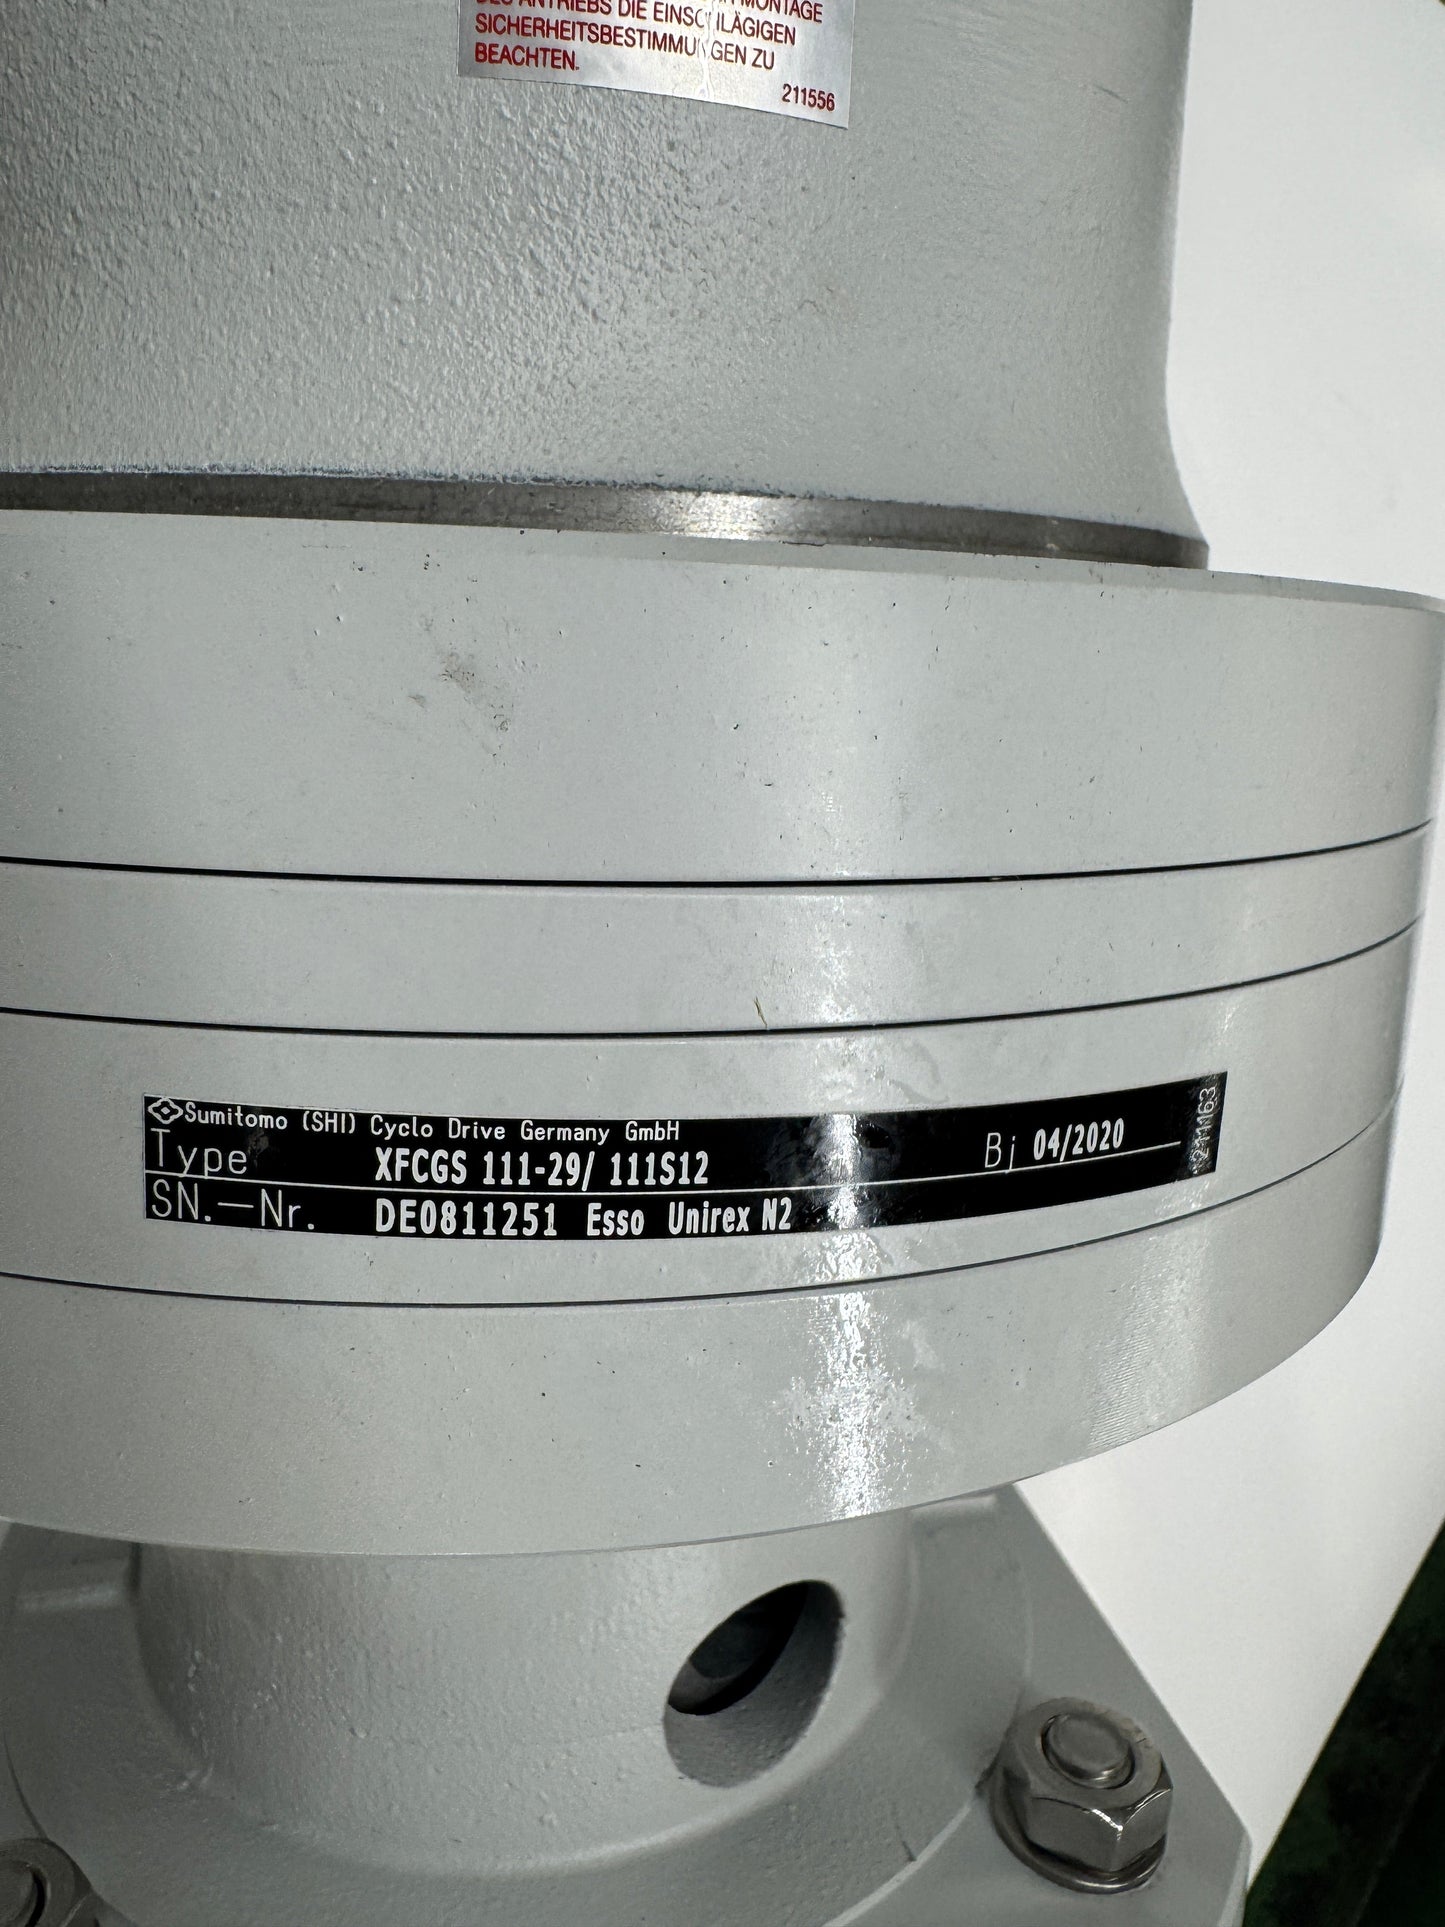 DES ANTRIEBS DIE EINSCHLÄGIGEN
SICHERHEITSBESTIMMUNGEN ZU
BEACHTEN.
211556
Sumitomo (SHI) Cyclo Drive Germany GmbH
Type XFCGS 111-29/ 111S12 Bj 04/2020
SN.-Nr. DE0811251 Esso Unirex N2
211163